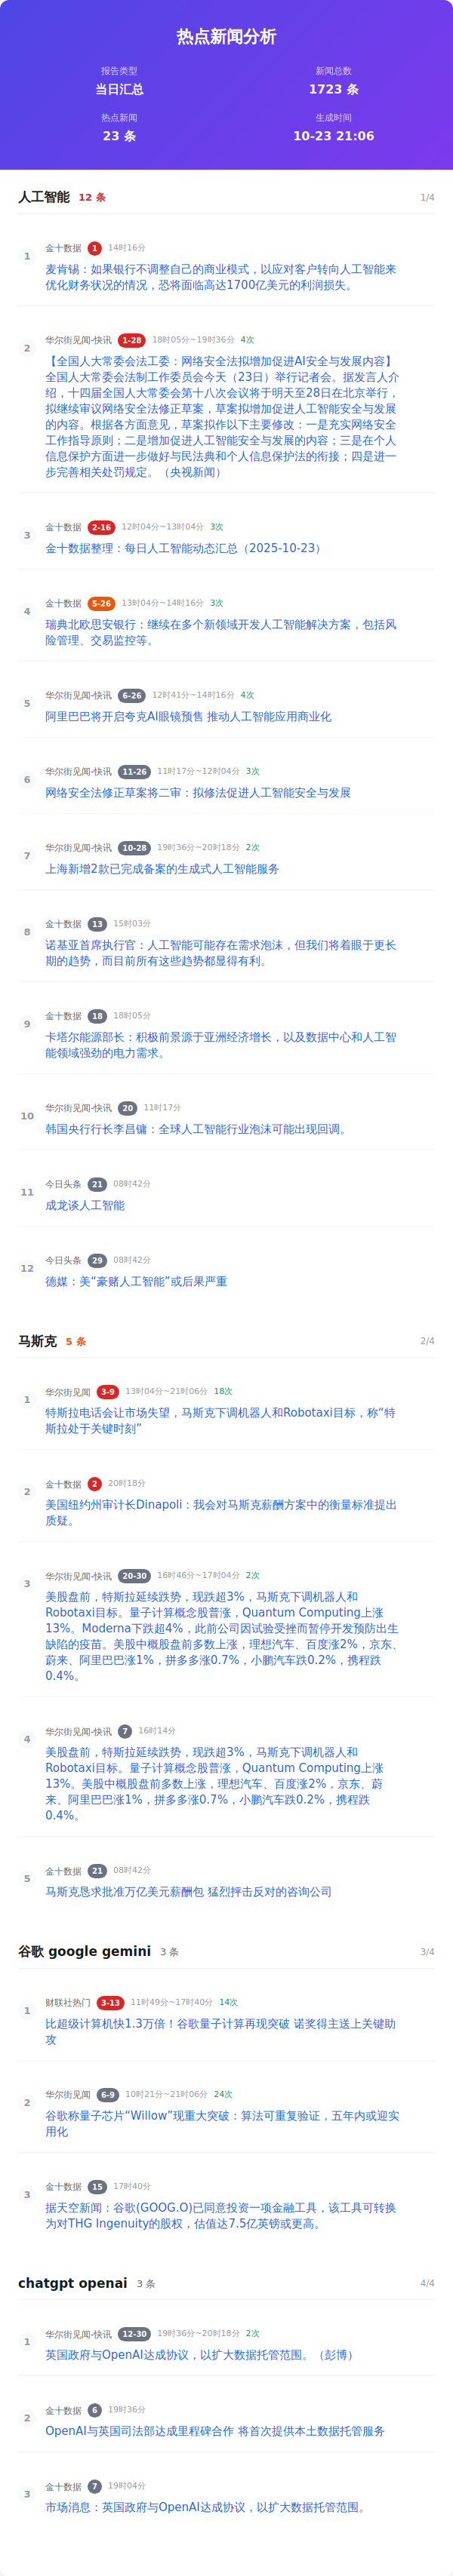 热点新闻分析
报告类型
当日汇总
新闻总数
1723 条
热点新闻
23 条
生成时间
10-23 21:06
人工智能 12 条 1/4
1
金十数据 1 14时16分
麦肯锡：如果银行不调整自己的商业模式，以应对客户转向人工智能来
优化财务状况的情况，恐将面临高达1700亿美元的利润损失。
2
华尔街见闻-快讯 1-28 18时05分~19时36分 4次
【全国人大常委会法工委：网络安全法拟增加促进AI安全与发展内容】
全国人大常委会法制工作委员会今天（23日）举行记者会。据发言人介
绍，十四届全国人大常委会第十八次会议将于明天至28日在北京举行，
拟继续审议网络安全法修正草案，草案拟增加促进人工智能安全与发展
的内容。根据各方面意见，草案拟作以下主要修改：一是充实网络安全
工作指导原则；二是增加促进人工智能安全与发展的内容；三是在个人
信息保护方面进一步做好与民法典和个人信息保护法的衔接；四是进一
步完善相关处罚规定。（央视新闻）
3
金十数据 2-16 12时04分~13时04分 3次
金十数据整理：每日人工智能动态汇总（2025-10-23）
4
金十数据 5-26 13时04分~14时16分 3次
瑞典北欧思安银行：继续在多个新领域开发人工智能解决方案，包括风
险管理、交易监控等。
5
华尔街见闻-快讯 6-26 12时41分~14时16分 4次
阿里巴巴将开启夸克AI眼镜预售 推动人工智能应用商业化
6
华尔街见闻-快讯 11-26 11时17分~12时04分 3次
网络安全法修正草案将二审：拟修法促进人工智能安全与发展
7
华尔街见闻-快讯 10-28 19时36分~20时18分 2次
上海新增2款已完成备案的生成式人工智能服务
8
金十数据 13 15时03分
诺基亚首席执行官：人工智能可能存在需求泡沫，但我们将着眼于更长
期的趋势，而目前所有这些趋势都显得有利。
9
金十数据 18 18时05分
卡塔尔能源部长：积极前景源于亚洲经济增长，以及数据中心和人工智
能领域强劲的电力需求。
10
华尔街见闻-快讯 20 11时17分
韩国央行行长李昌镛：全球人工智能行业泡沫可能出现回调。
11
今日头条 21 08时42分
成龙谈人工智能
12
今日头条 29 08时42分
德媒：美“豪赌人工智能”或后果严重
马斯克 5 条 2/4
1
华尔街见闻 3-9 13时04分~21时06分 18次
特斯拉电话会让市场失望，马斯克下调机器人和Robotaxi目标，称“特
斯拉处于关键时刻”
2
金十数据 2 20时18分
美国纽约州审计长Dinapoli：我会对马斯克薪酬方案中的衡量标准提出
质疑。
3
华尔街见闻-快讯 20-30 16时46分~17时04分 2次
美股盘前，特斯拉延续跌势，现跌超3%，马斯克下调机器人和
Robotaxi目标。量子计算概念股普涨，Quantum Computing上涨
13%。Moderna下跌超4%，此前公司因试验受挫而暂停开发预防出生
缺陷的疫苗。美股中概股盘前多数上涨，理想汽车、百度涨2%，京东、
蔚来、阿里巴巴涨1%，拼多多涨0.7%，小鹏汽车跌0.2%，携程跌
0.4%。
4
华尔街见闻-快讯 7 16时14分
美股盘前，特斯拉延续跌势，现跌超3%，马斯克下调机器人和
Robotaxi目标。量子计算概念股普涨，Quantum Computing上涨
13%。美股中概股盘前多数上涨，理想汽车、百度涨2%，京东、蔚
来、阿里巴巴涨1%，拼多多涨0.7%，小鹏汽车跌0.2%，携程跌
0.4%。
5
金十数据 21 08时42分
马斯克恳求批准万亿美元薪酬包 猛烈抨击反对的咨询公司
谷歌 google gemini 3 条 3/4
1
财联社热门 3-13 11时49分~17时40分 14次
比超级计算机快1.3万倍！谷歌量子计算再现突破 诺奖得主送上关键助
攻
2
华尔街见闻 6-9 10时21分~21时06分 24次
谷歌称量子芯片“Willow”现重大突破：算法可重复验证，五年内或迎实
用化
3
金十数据 15 17时40分
据天空新闻：谷歌(GOOG.O)已同意投资一项金融工具，该工具可转换
为对THG Ingenuity的股权，估值达7.5亿英镑或更高。
chatgpt openai 3 条 4/4
1
华尔街见闻-快讯 12-30 19时36分~20时18分 2次
英国政府与OpenAI达成协议，以扩大数据托管范围。（彭博）
2
金十数据 6 19时36分
OpenAI与英国司法部达成里程碑合作 将首次提供本土数据托管服务
3
金十数据 7 19时04分
市场消息：英国政府与OpenAI达成协议，以扩大数据托管范围。